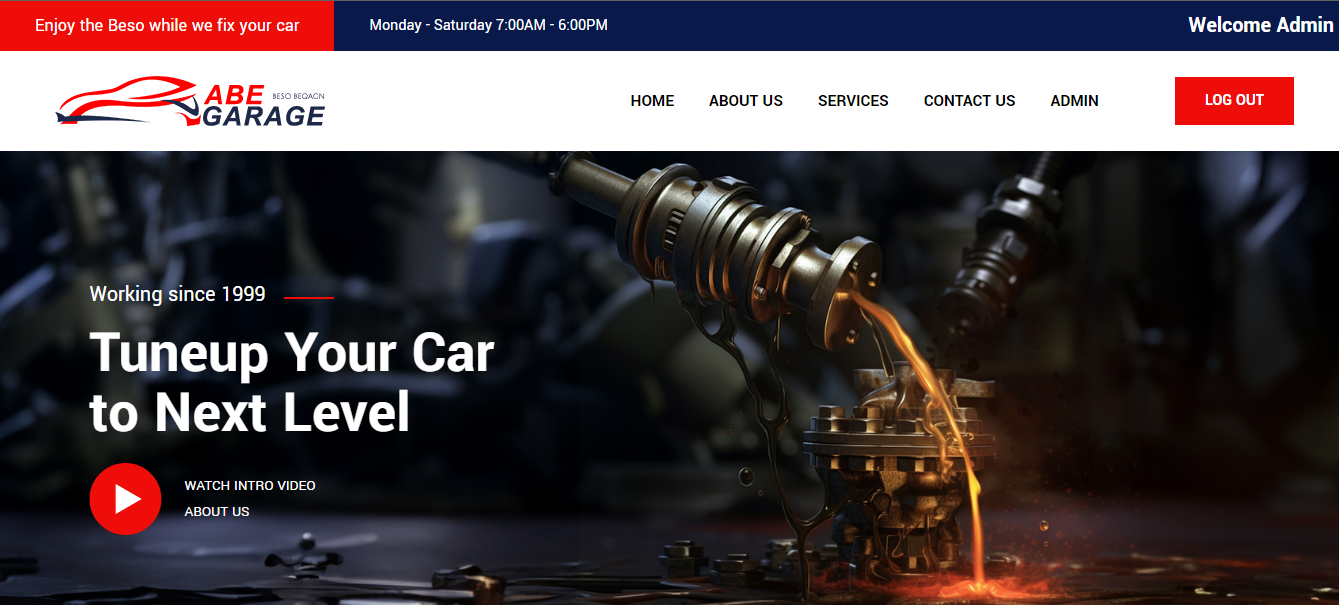 Enjoy the Beso while we fix your car
Monday - Saturday 7:00AM - 6:00PM
Welcome Admin
ABE BESO BEQACN
GARAGE
HOME ABOUT US SERVICES CONTACT US ADMIN
LOG OUT
Working since 1999
Tuneup Your Car
to Next Level
WATCH INTRO VIDEO
ABOUT US